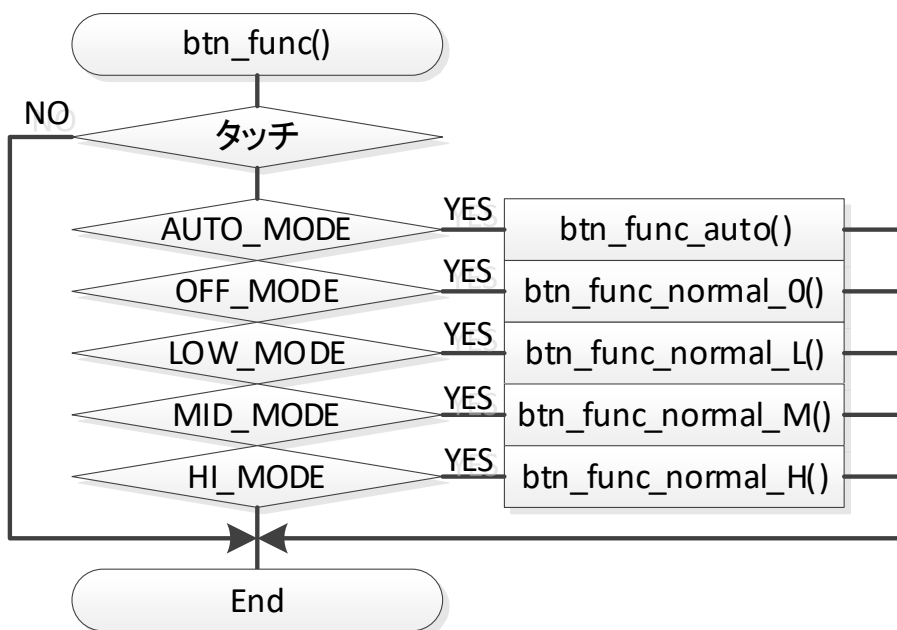 btn_func()
NO
タッチ
AUTO_MODE
YES
btn_func_auto()
OFF_MODE
YES
btn_func_normal_0()
LOW_MODE
YES
btn_func_normal_L()
MID_MODE
YES
btn_func_normal_M()
HI_MODE
YES
btn_func_normal_H()
End